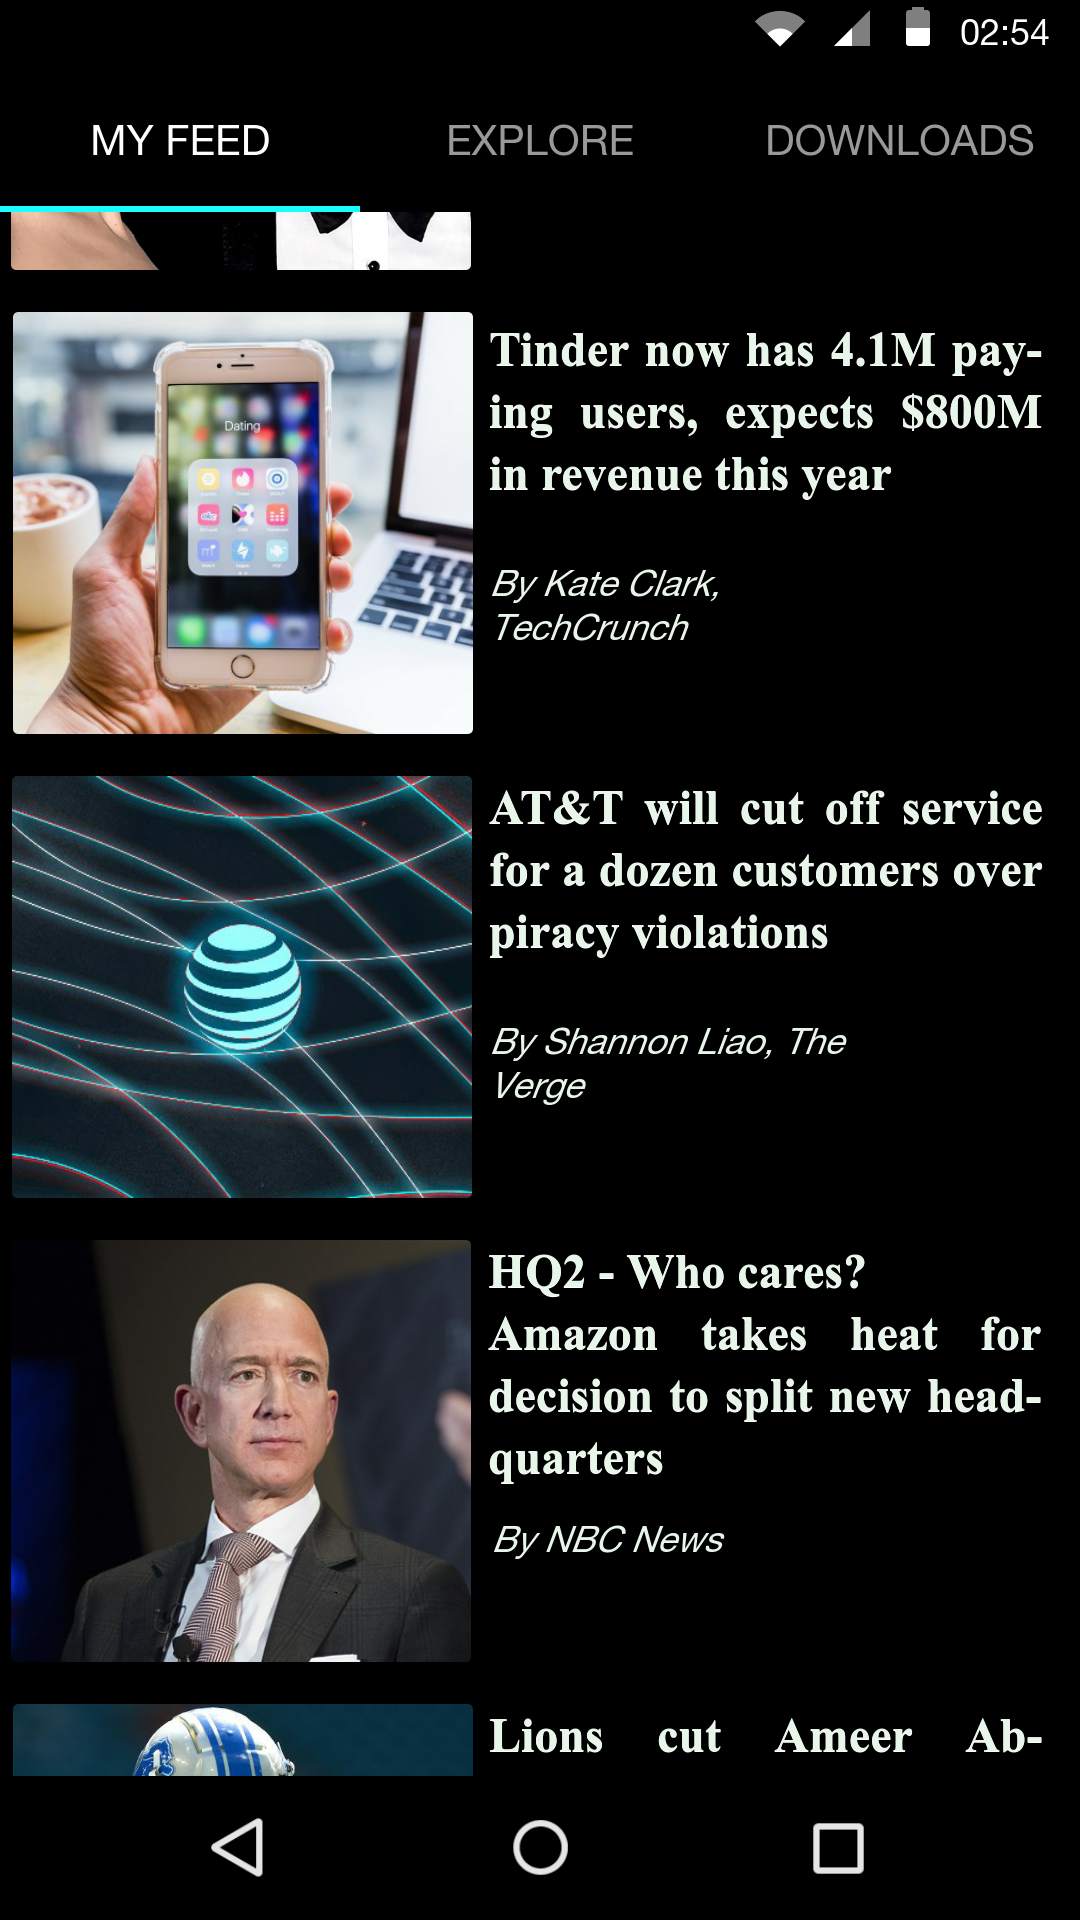 02:54
MY FEED
EXPLORE
DOWNLOADS
Dating
Tinder now has 4.1M pay-
ing users, expects $800M
in revenue this year
By Kate Clark,
TechCrunch
AT&T will cut off service
for a dozen customers over
piracy violations
By Shannon Liao, The
Verge
HQ2 - Who cares?
Amazon takes heat for
decision to split new head-
quarters
By NBC News
Lions cut Ameer Ab-